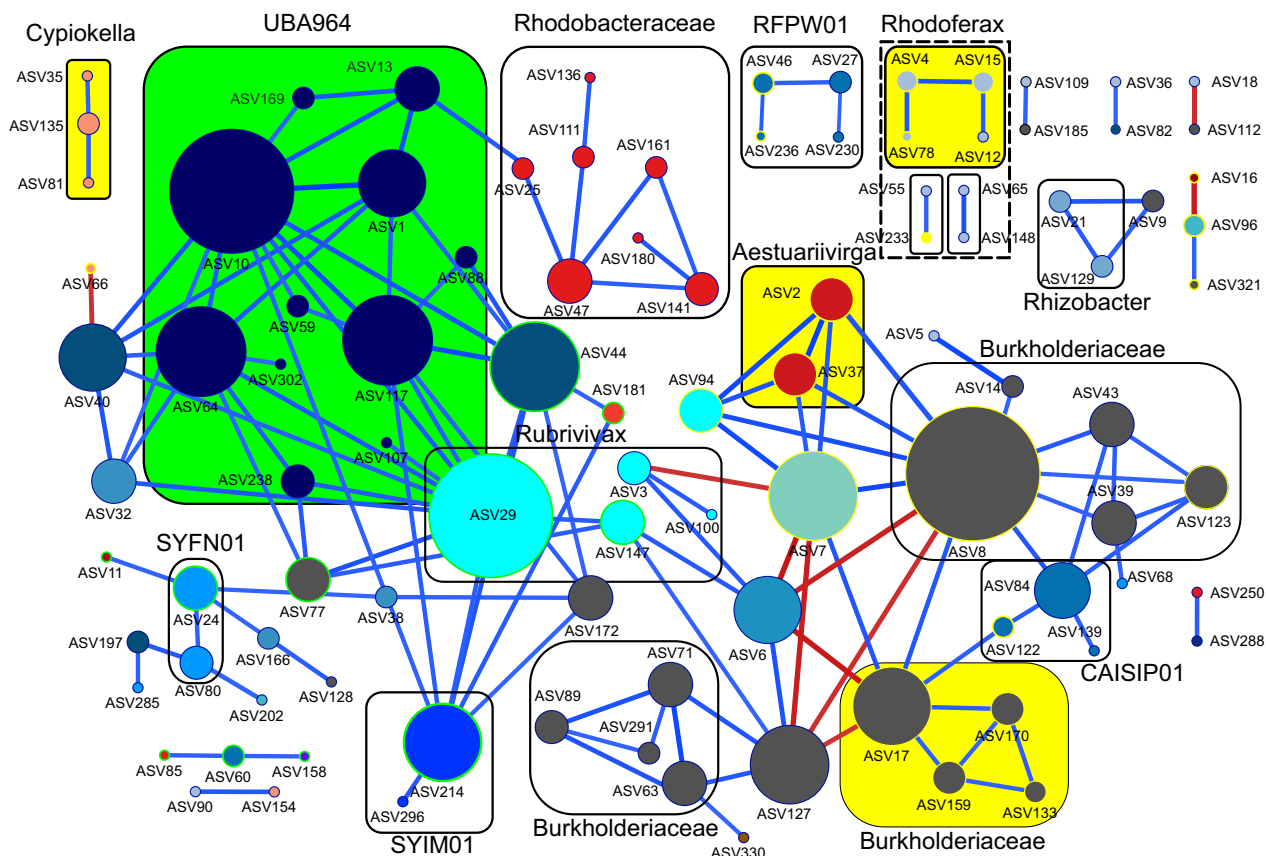 Cypiokella
UBA964
Rhodobacteraceae
RFPW01
Rhodoferax
ASV35
ASV135
ASV81
ASV13
ASV169
ASV10
ASV1
ASV88
ASV59
ASV302
ASV64
ASV117
ASV107
ASV238
ASV136
ASV111
ASV161
ASV25
ASV180
ASV47
ASV141
ASV46
ASV27
ASV236
ASV230
ASV4
ASV15
ASV78
ASV12
ASV55
ASV65
ASV233
ASV148
ASV109
ASV36
ASV18
ASV185
ASV82
ASV112
ASV16
ASV96
ASV321
ASV21
ASV9
ASV129
Rhizobacter
Aestuariivirga
ASV2
ASV37
ASV94
ASV66
ASV40
ASV32
ASV44
ASV181
Rubrivivax
ASV29
ASV3
ASV100
ASV147
ASV7
ASV5
Burkholderiaceae
ASV14
ASV43
ASV8
ASV39
ASV123
ASV68
ASV84
ASV122
ASV139
CAISIP01
ASV250
ASV288
SYFN01
ASV11
ASV24
ASV77
ASV38
ASV172
ASV6
ASV197
ASV166
ASV80
ASV285
ASV202
ASV128
ASV85
ASV60
ASV158
ASV90
ASV154
ASV214
ASV296
SYIM01
ASV71
ASV89
ASV291
ASV63
Burkholderiaceae
ASV330
ASV127
ASV17
ASV170
ASV159
ASV133
Burkholderiaceae